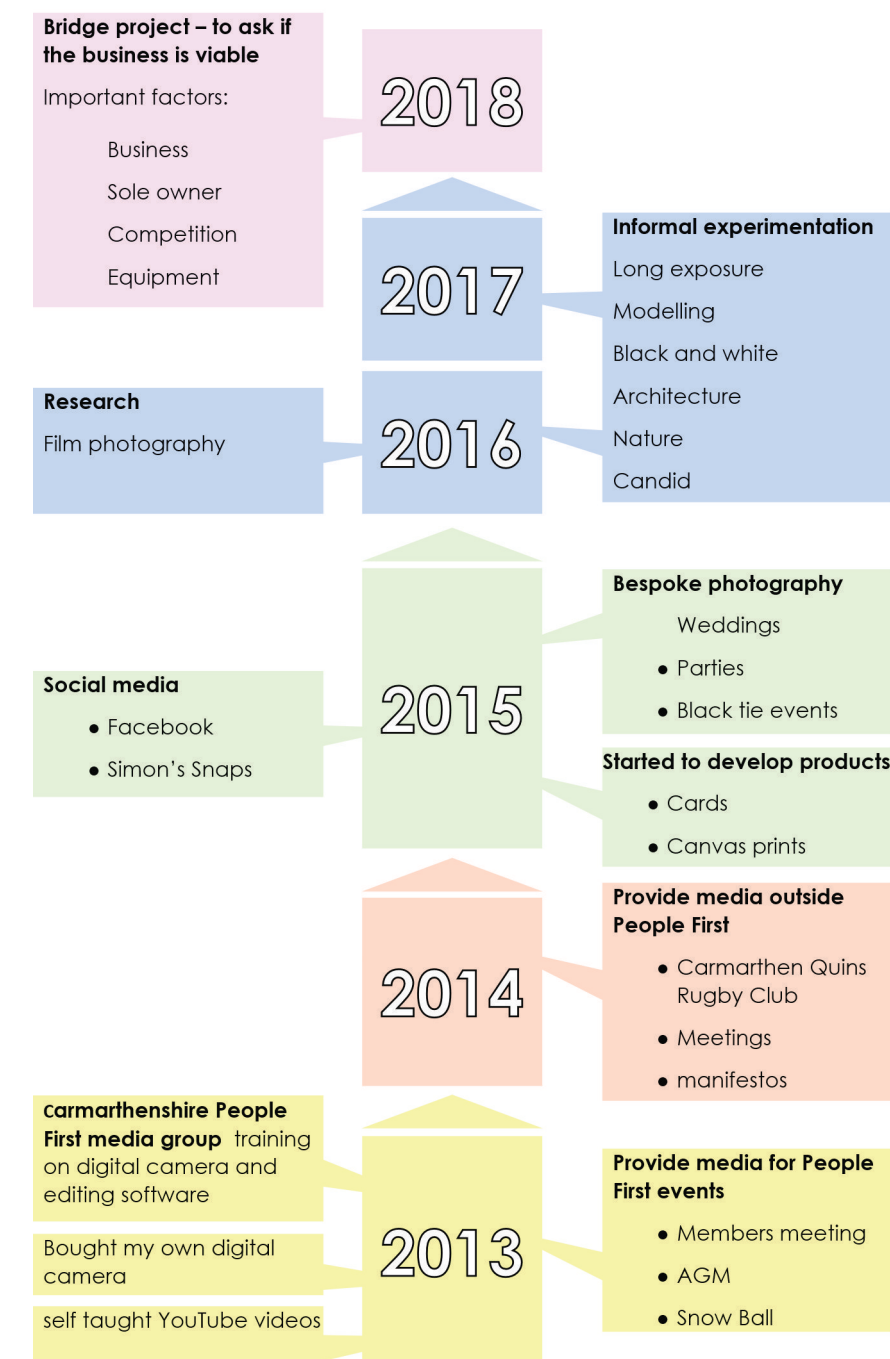 Bridge project – to ask if
the business is viable
Important factors:
Business
Sole owner
Competition
Equipment
2018
2017
Informal experimentation
Long exposure
Modelling
Black and white
Architecture
Nature
Candid
Research
Film photography
2016
Bespoke photography
Weddings
● Parties
● Black tie events
Social media
● Facebook
● Simon’s Snaps
2015
Started to develop products
● Cards
● Canvas prints
Provide media outside
People First
● Carmarthen Quins
Rugby Club
● Meetings
● manifestos
2014
Carmarthenshire People
First media group training
on digital camera and
editing software
Bought my own digital
camera
self taught YouTube videos
2013
Provide media for People
First events
● Members meeting
● AGM
● Snow Ball